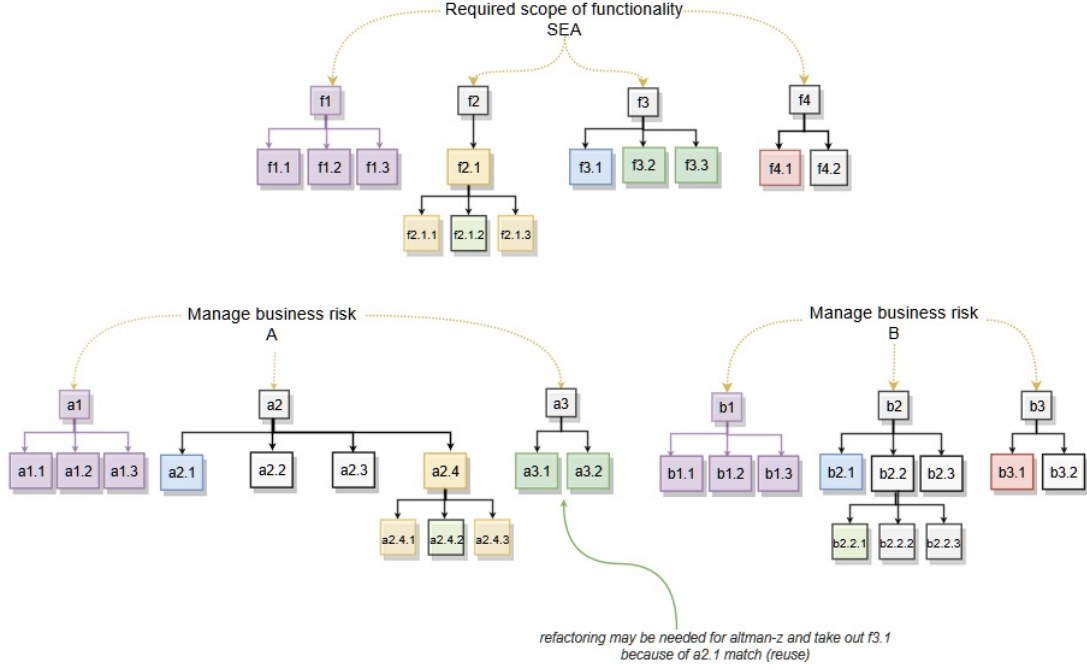 Required scope of functionality
SEA
f1
f2
f3
f4
f1.1
f1.2
f1.3
f2.1
f3.1
f3.2
f3.3
f4.1
f4.2
f2.1.1
f2.1.2
f2.1.3
Manage business risk
A
a1
a2
a3
a1.1
a1.2
a1.3
a2.1
a2.2
a2.3
a2.4
a3.1
a3.2
a2.4.1
a2.4.2
a2.4.3
Manage business risk
B
b1
b2
b3
b1.1
b1.2
b1.3
b2.1
b2.2
b2.3
b3.1
b3.2
b2.2.1
b2.2.2
b2.2.3
refactoring may be needed for altman-z and take out f3.1
because of a2.1 match (reuse)